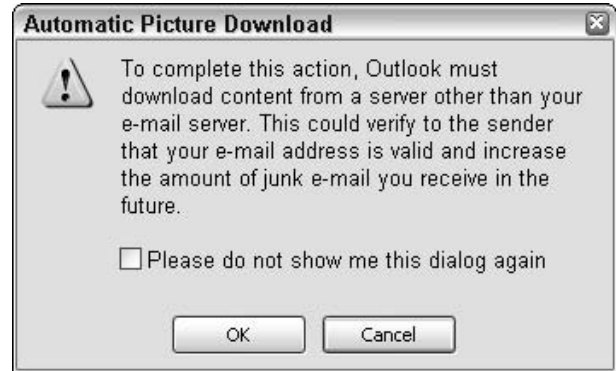 Automatic Picture Download
To complete this action, Outlook must
download content from a server other than your
e-mail server. This could verify to the sender
that your e-mail address is valid and increase
the amount of junk e-mail you receive in the
future.
Please do not show me this dialog again
OK Cancel